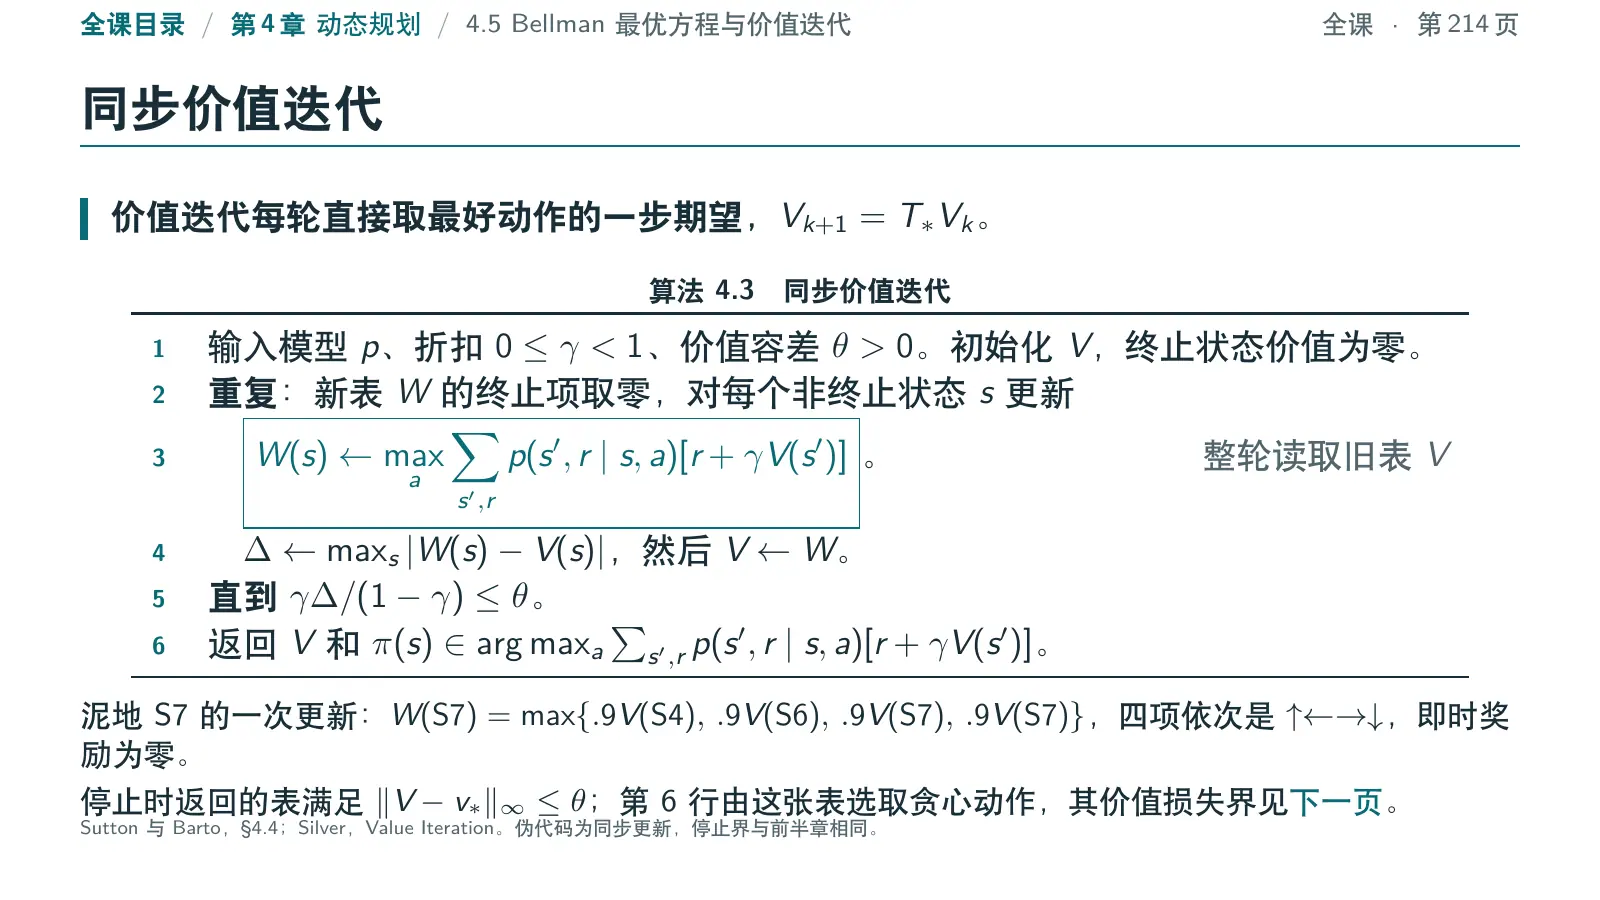 全课目录 / 第 4 章 动态规划 / 4.5 Bellman 最优方程与价值迭代
全课 · 第 214 页
同步价值迭代
价值迭代每轮直接取最好动作的一步期望，Vₖ₊₁ = T∗Vₖ。
算法 4.3 同步价值迭代
1 输入模型 p、折扣 0 ≤ γ < 1、价值容差 θ > 0。初始化 V，终止状态价值为零。
2 重复：新表 W 的终止项取零，对每个非终止状态 s 更新
3 W(s) ← max_a ∑_{s′,r} p(s′, r | s, a)[r + γV(s′)]。 整轮读取旧表 V
4 Δ ← maxₛ |W(s) − V(s)|，然后 V ← W。
5 直到 γΔ/(1 − γ) ≤ θ。
6 返回 V 和 π(s) ∈ arg maxₐ ∑_{s′,r} p(s′, r | s, a)[r + γV(s′)]。
泥地 S7 的一次更新：W(S7) = max{.9V(S4), .9V(S6), .9V(S7), .9V(S7)}，四项依次是 ↑←→↓，即时奖
励为零。
停止时返回的表满足 ‖V − v∗‖∞ ≤ θ；第 6 行由这张表选取贪心动作，其价值损失界见下一页。
Sutton 与 Barto，§4.4；Silver，Value Iteration。伪代码为同步更新，停止界与前半章相同。